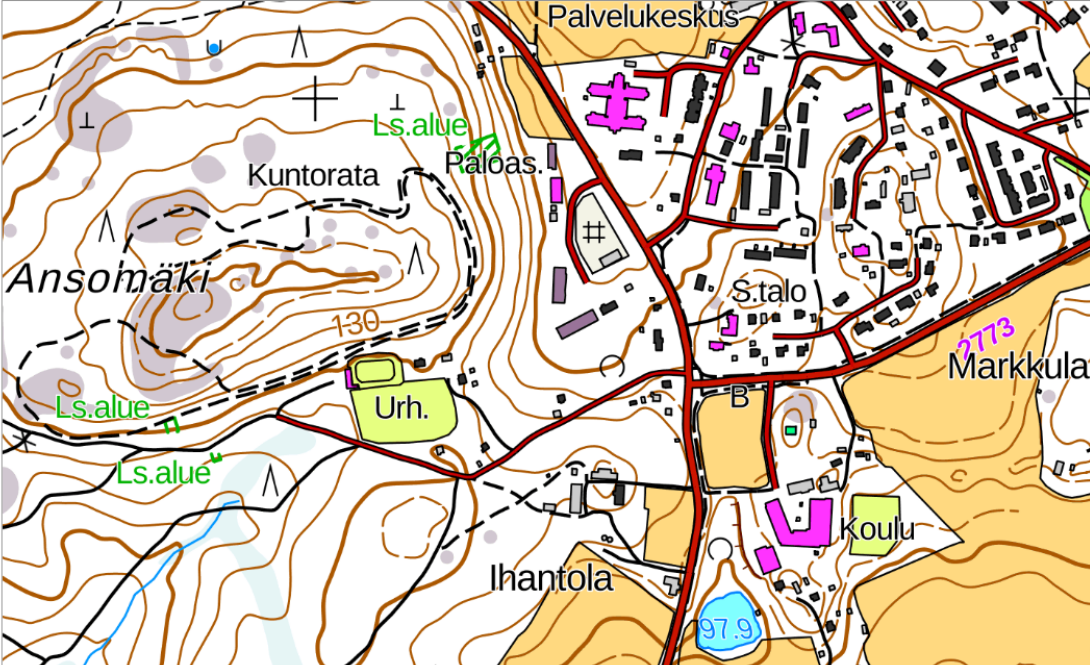 Palvelukeskus
Ls.alue
Paloas.
Kuntorata
Ansomäki
S.talo
130
2773
Markkula
B
Ls.alue
Urh.
Ls.alue
Koulu
Ihantola
97.9